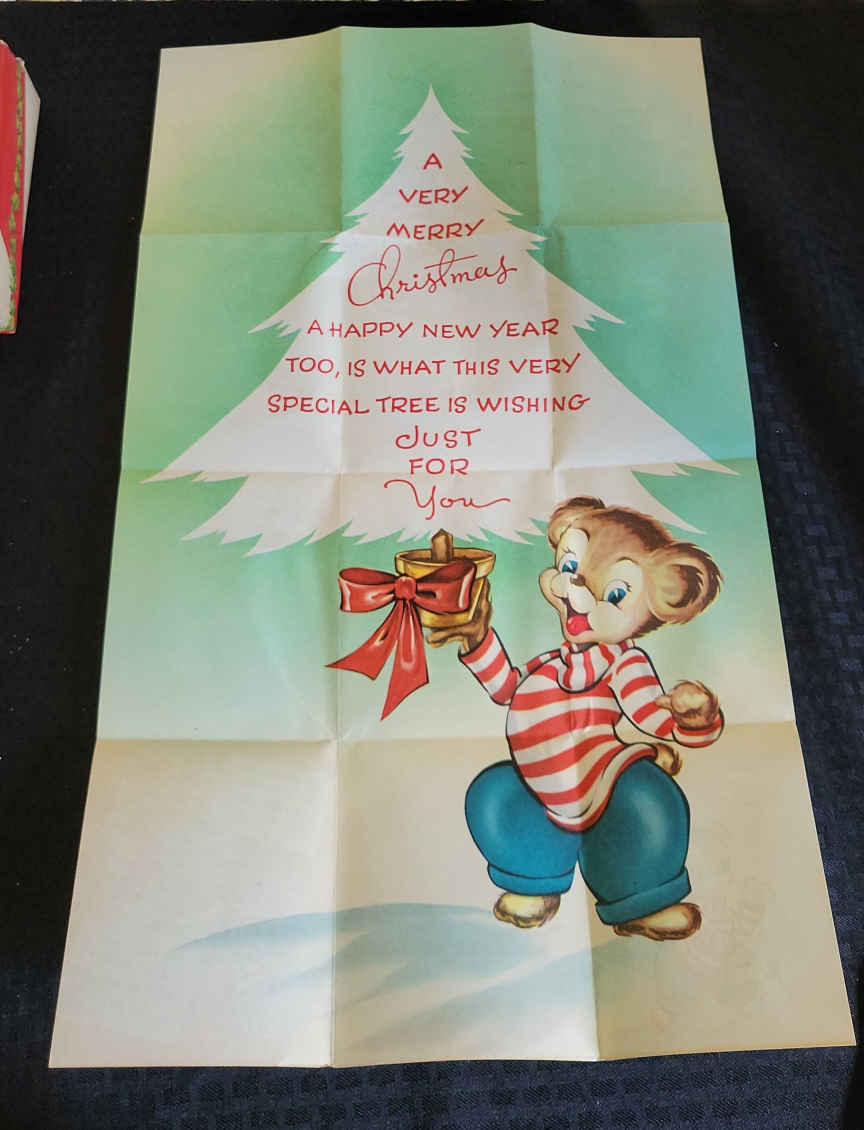 A
VERY
MERRY
Christmas
A HAPPY NEW YEAR
TOO, IS WHAT THIS VERY
SPECIAL TREE IS WISHING
JUST
FOR
You